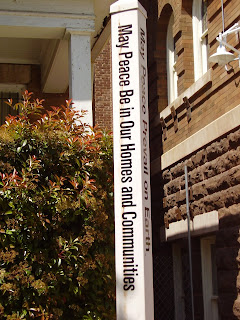 May Peace Be in Our Homes and Communities
May Peace Prevail on Earth